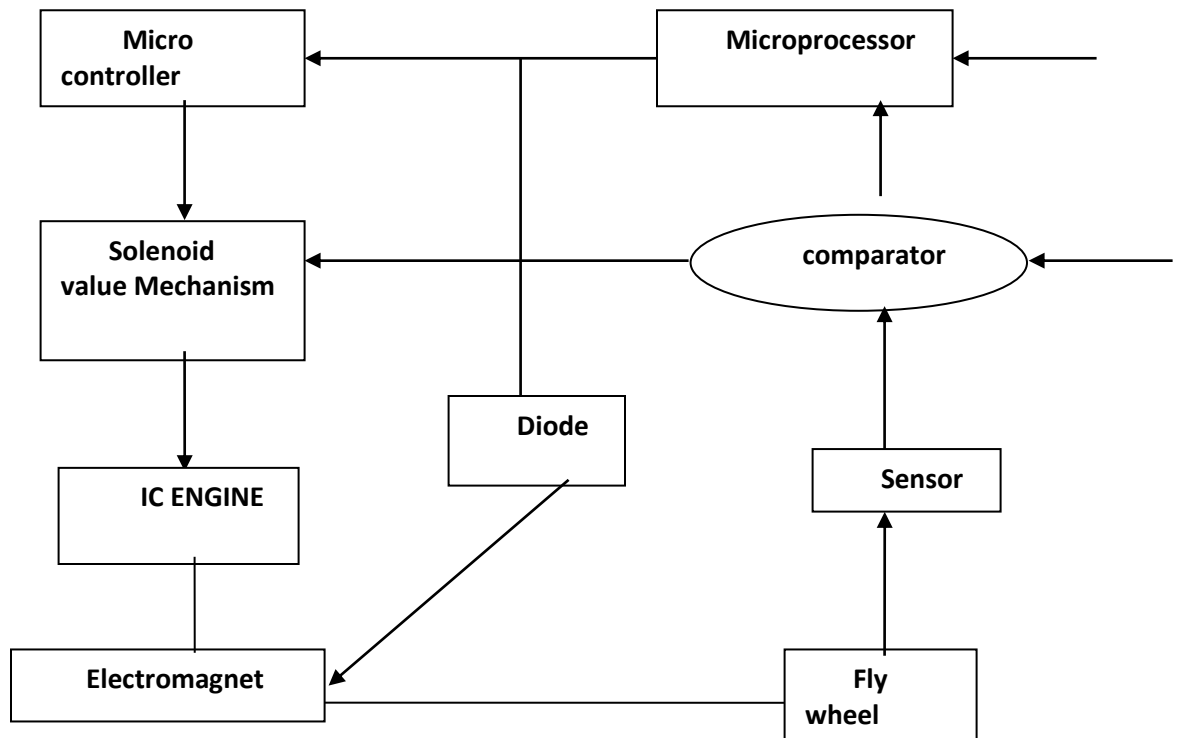 Micro
controller
Microprocessor
Solenoid
value Mechanism
comparator
Diode
Sensor
IC ENGINE
Electromagnet
Fly
wheel